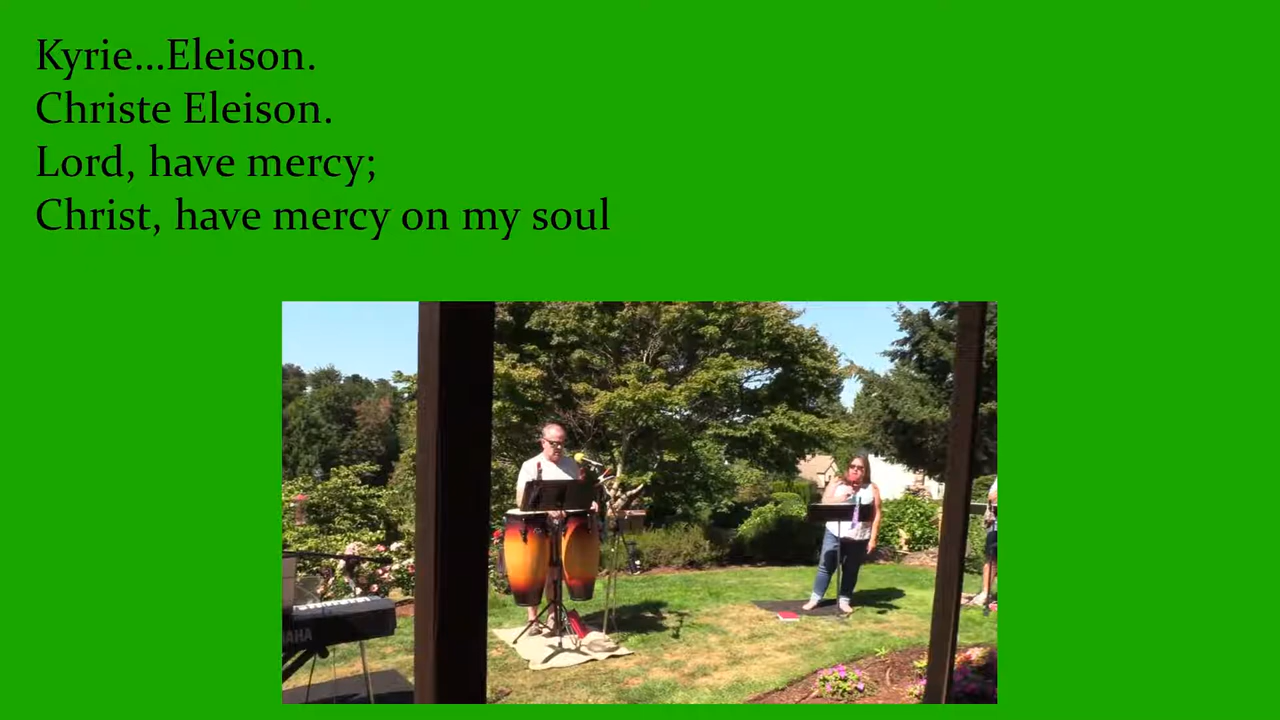 Kyrie...Eleison.
Christe Eleison.
Lord, have mercy;
Christ, have mercy on my soul